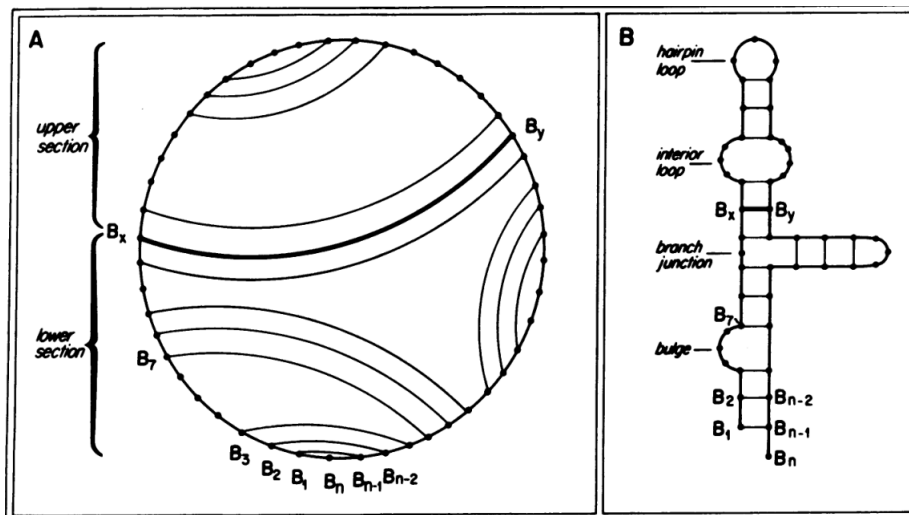 A
upper
section
By
Bx
lower
section
B7
B3
B2
B1
Bn
Bn-1
Bn-2
B
hairpin
loop
interior
loop
Bx
By
branch
junction
B7
bulge
B2
Bn-2
B1
Bn-1
Bn